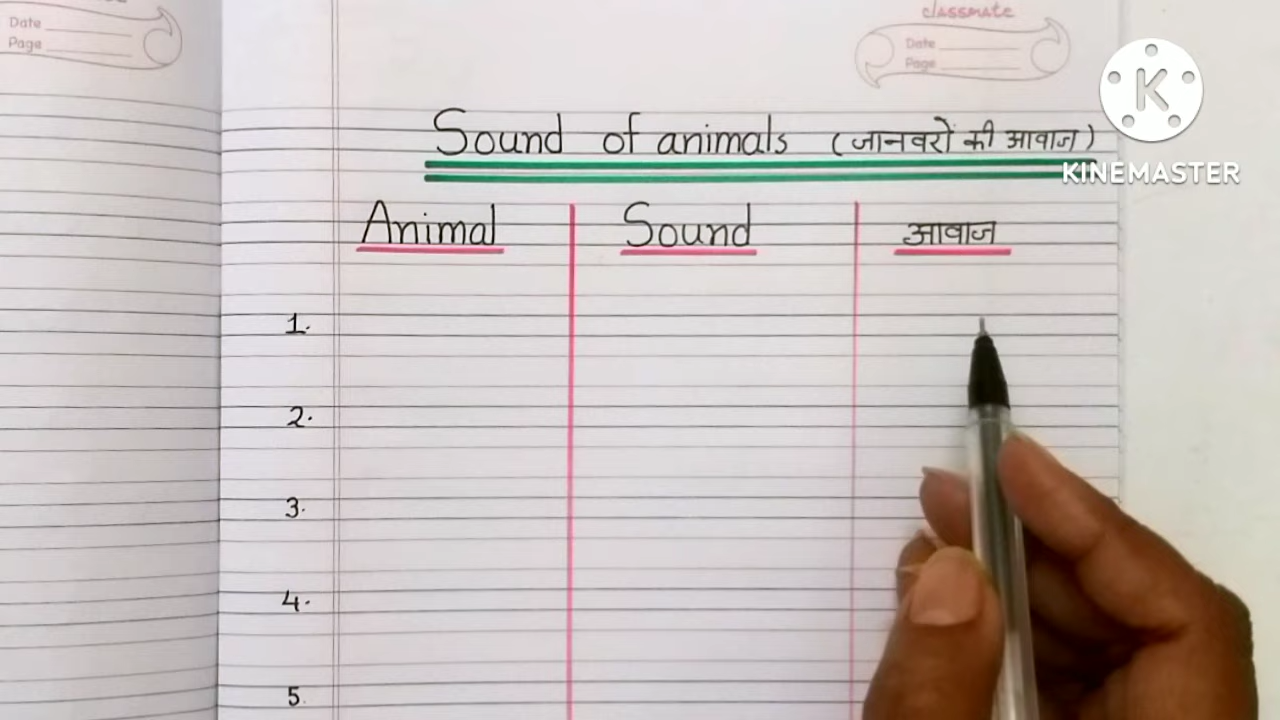 classmate
Date
Page
Date
Page
K
KINEMASTER
Sound of animals (जानवरों की आवाज)
Animal Sound आवाज
1.
2.
3.
4.
5.